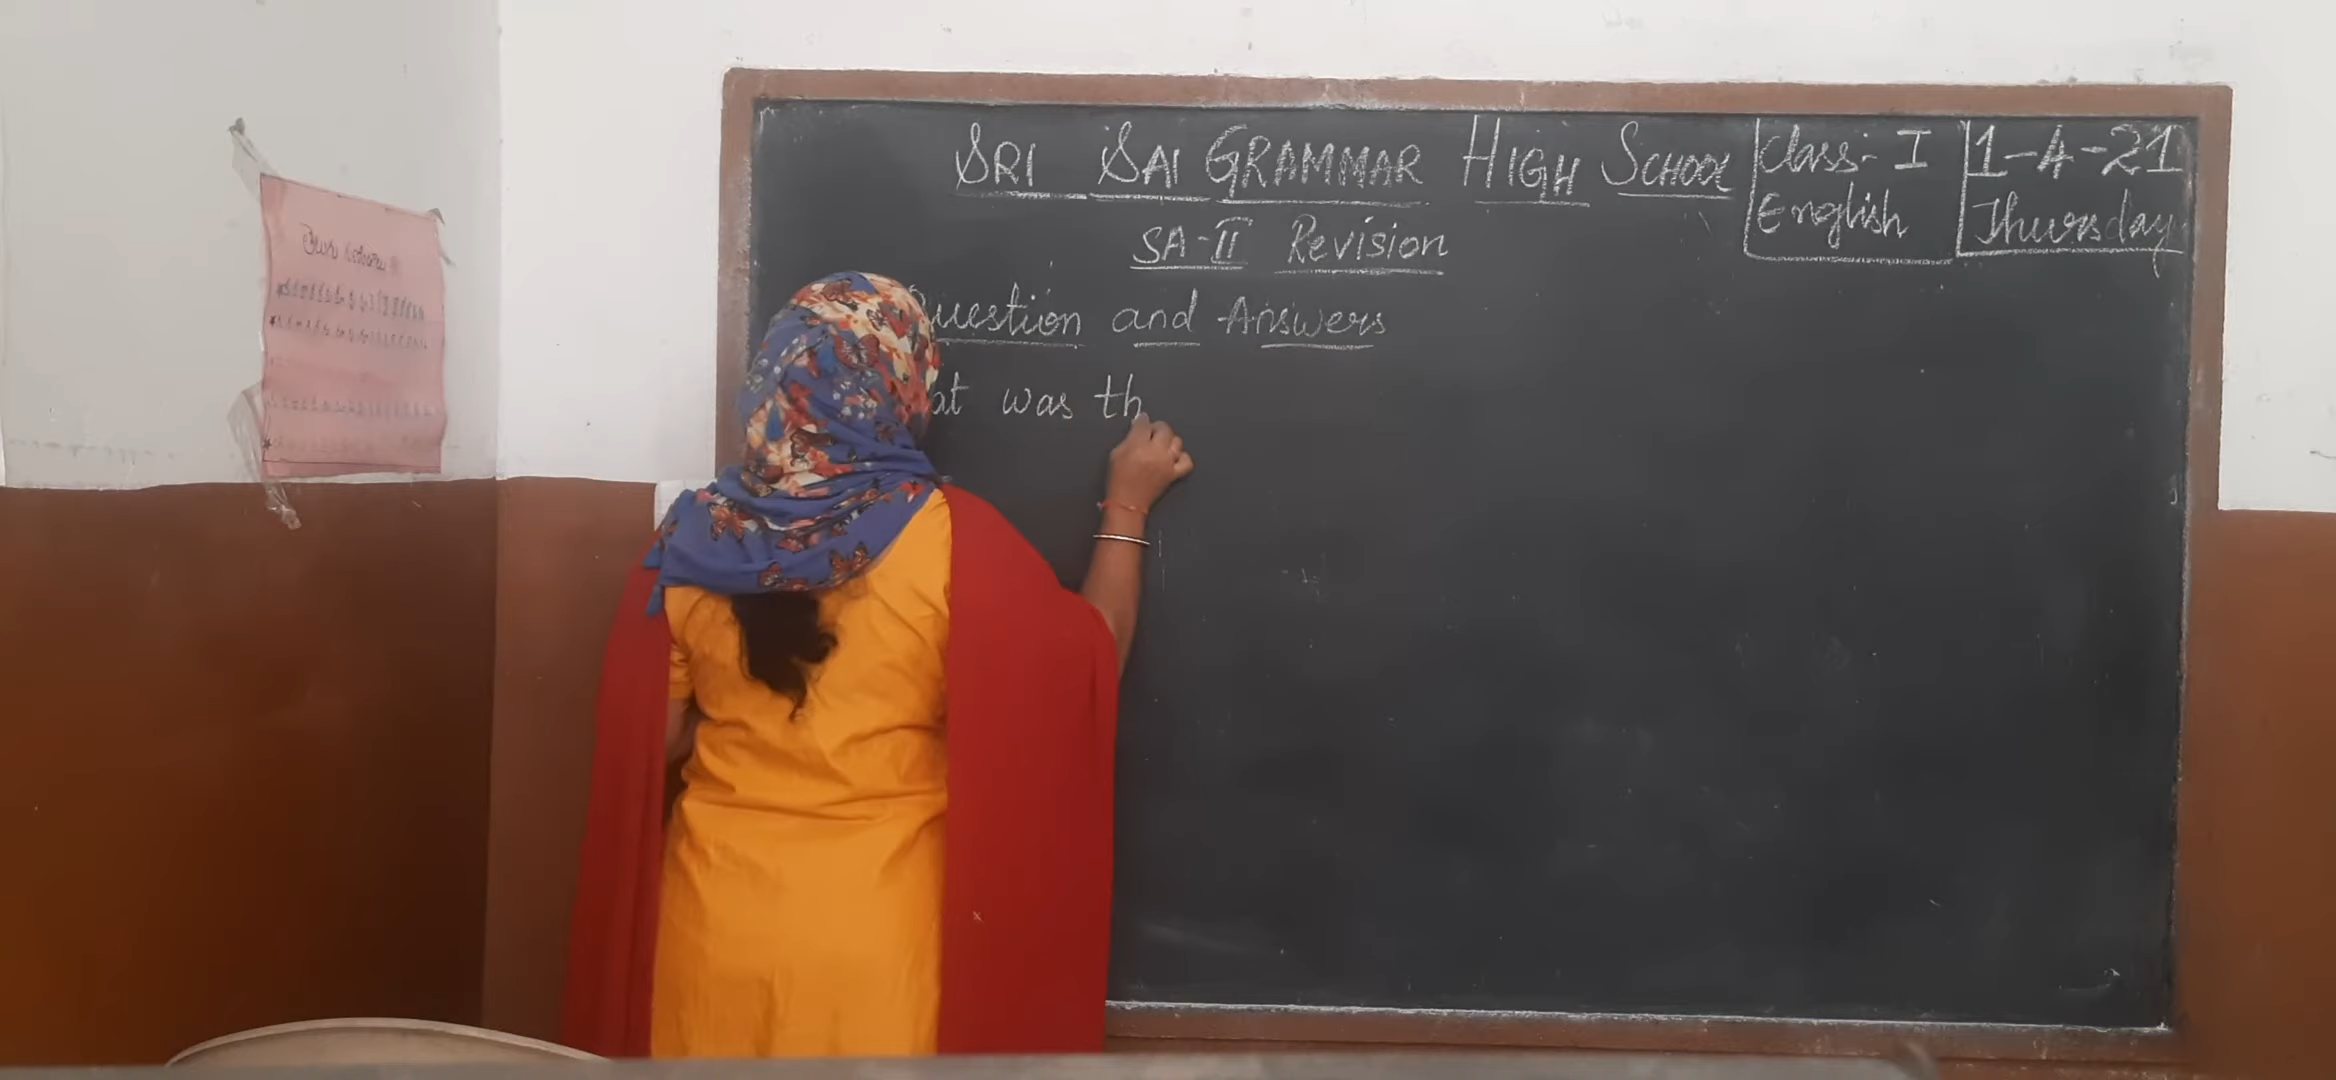 SRI SAI GRAMMAR HIGH SCHOOL
Class- I
English
1-4-21
Thursday
SA-II Revision
Question and Answers
at was th
తెలుగు